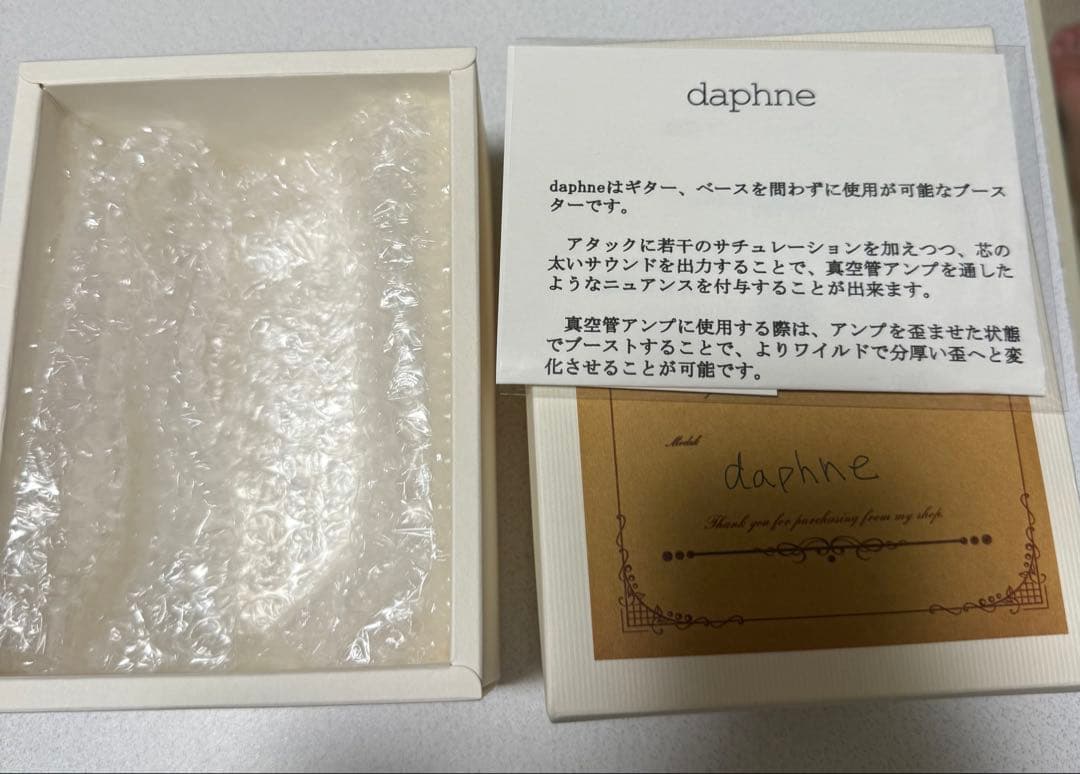 daphne
daphneはギター、ベースを問わずに使用が可能なブース
ターです。
アタックに若干のサチュレーションを加えつつ、芯の
太いサウンドを出力することで、真空管アンプを通した
ようなニュアンスを付与することが出来ます。
真空管アンプに使用する際は、アンプを歪ませた状態
でブーストすることで、よりワイルドで分厚い歪へと変
化させることが可能です。
Model
daphne
Thank you for purchasing from my shop.